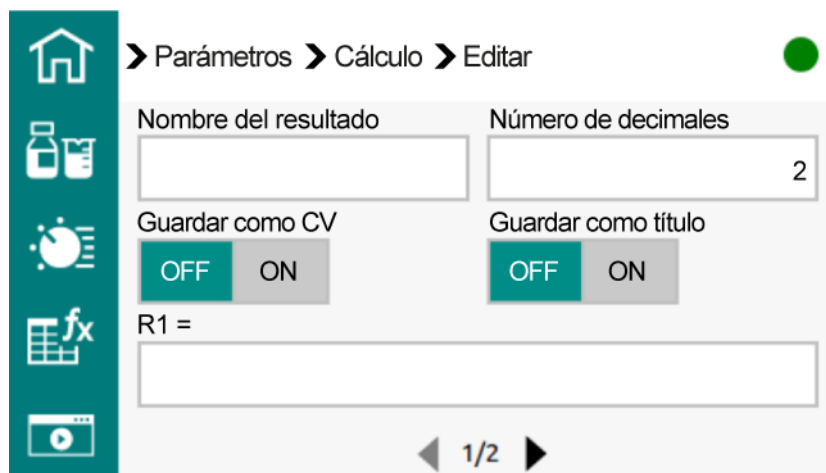 Parámetros Cálculo Editar
Nombre del resultado Número de decimales
2
Guardar como CV Guardar como título
OFF ON OFF ON
fx
R1 =
1/2